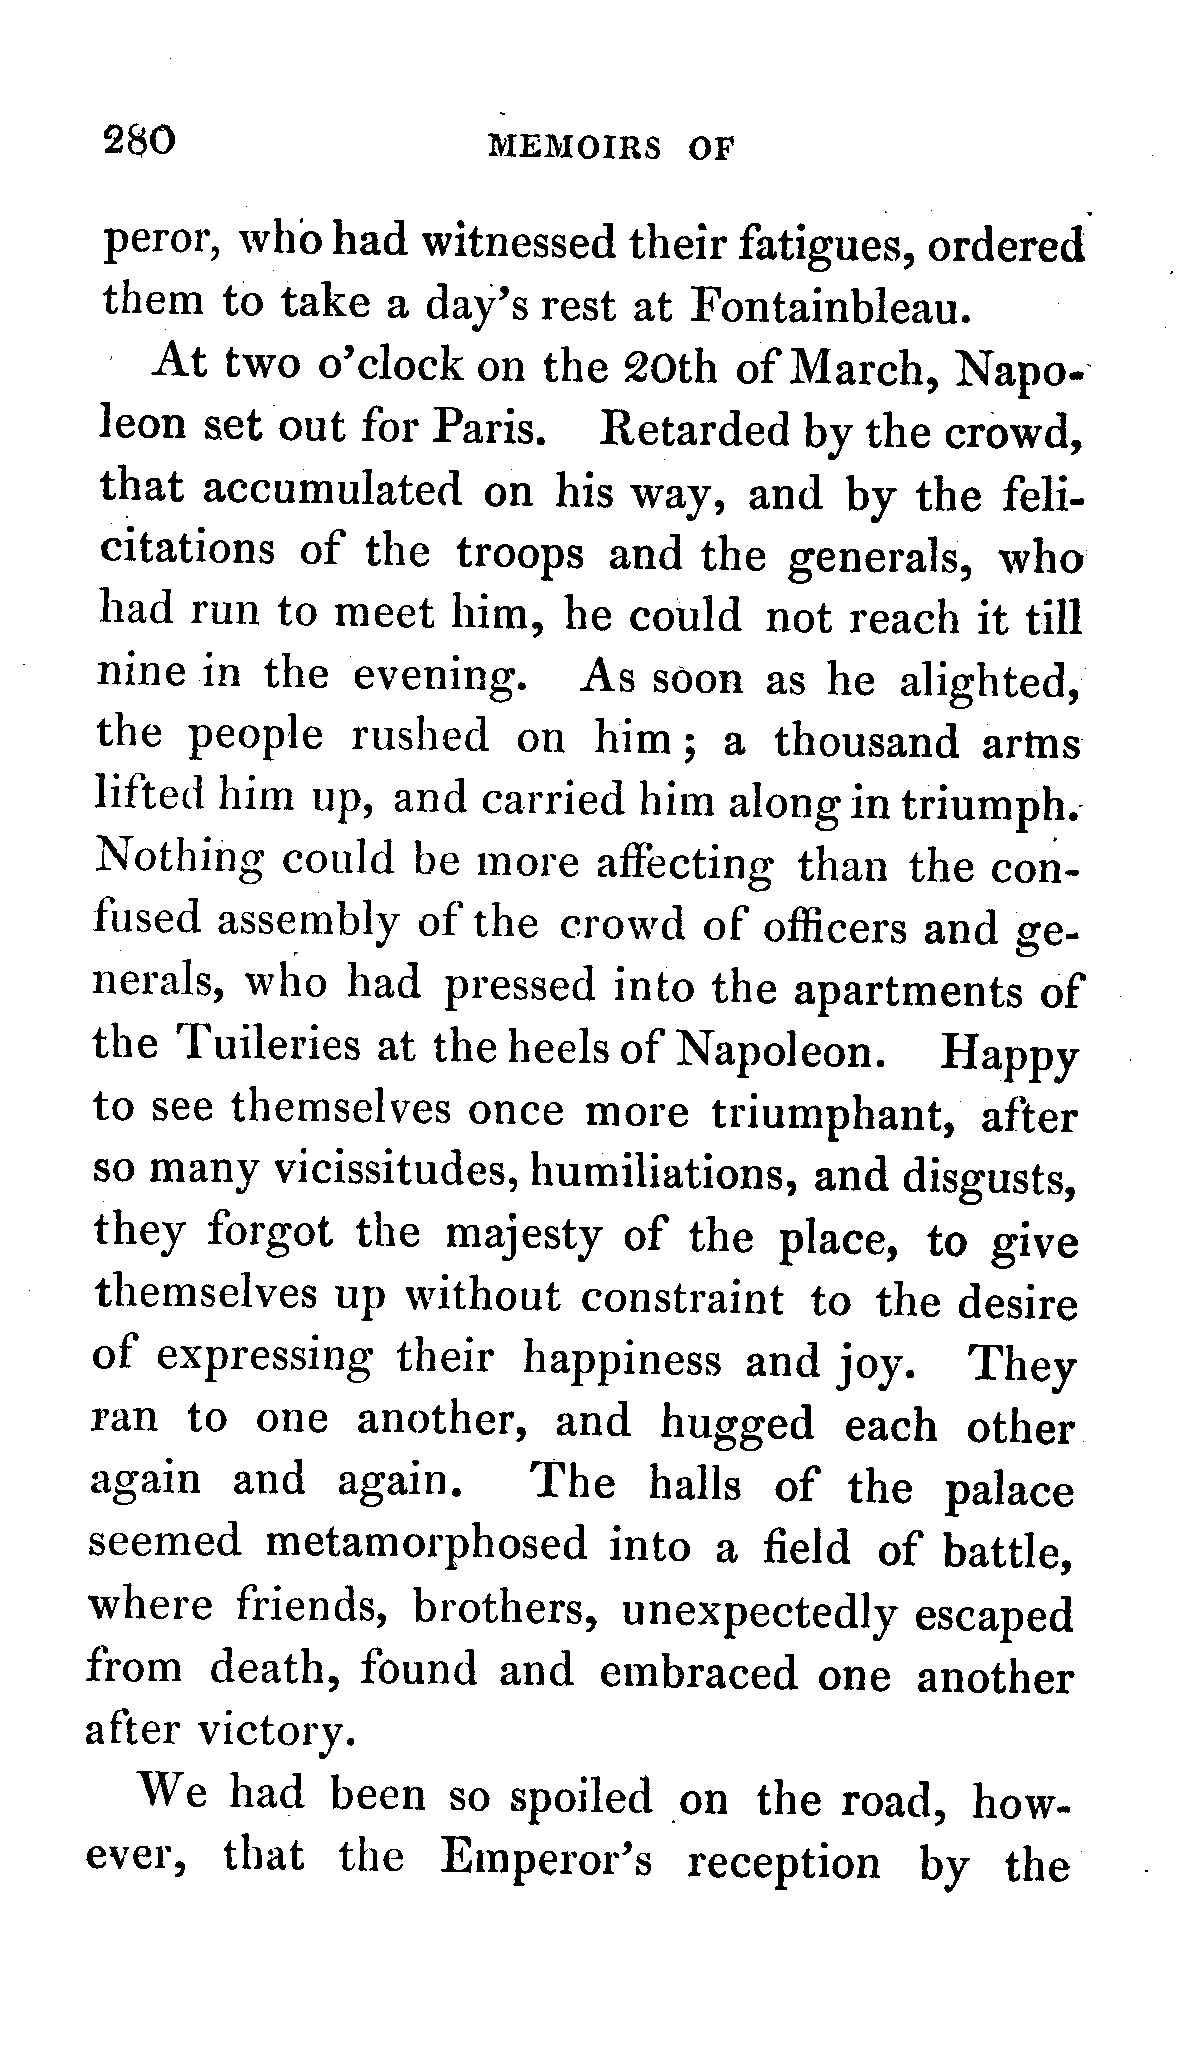 280 MEMOIRS OF
peror, who had witnessed their fatigues, ordered
them to take a day's rest at Fontainbleau.
At two o'clock on the 20th of March, Napo-
leon set out for Paris. Retarded by the crowd,
that accumulated on his way, and by the feli-
citations of the troops and the generals, who
had run to meet him, he could not reach it till
nine in the evening. As soon as he alighted,
the people rushed on him; a thousand arms
lifted him up, and carried him along in triumph.
Nothing could be more affecting than the con-
fused assembly of the crowd of officers and ge-
nerals, who had pressed into the apartments of
the Tuileries at the heels of Napoleon. Happy
to see themselves once more triumphant, after
so many vicissitudes, humiliations, and disgusts,
they forgot the majesty of the place, to give
themselves up without constraint to the desire
of expressing their happiness and joy. They
ran to one another, and hugged each other
again and again. The halls of the palace
seemed metamorphosed into a field of battle,
where friends, brothers, unexpectedly escaped
from death, found and embraced one another
after victory.
We had been so spoiled on the road, how-
ever, that the Emperor's reception by the